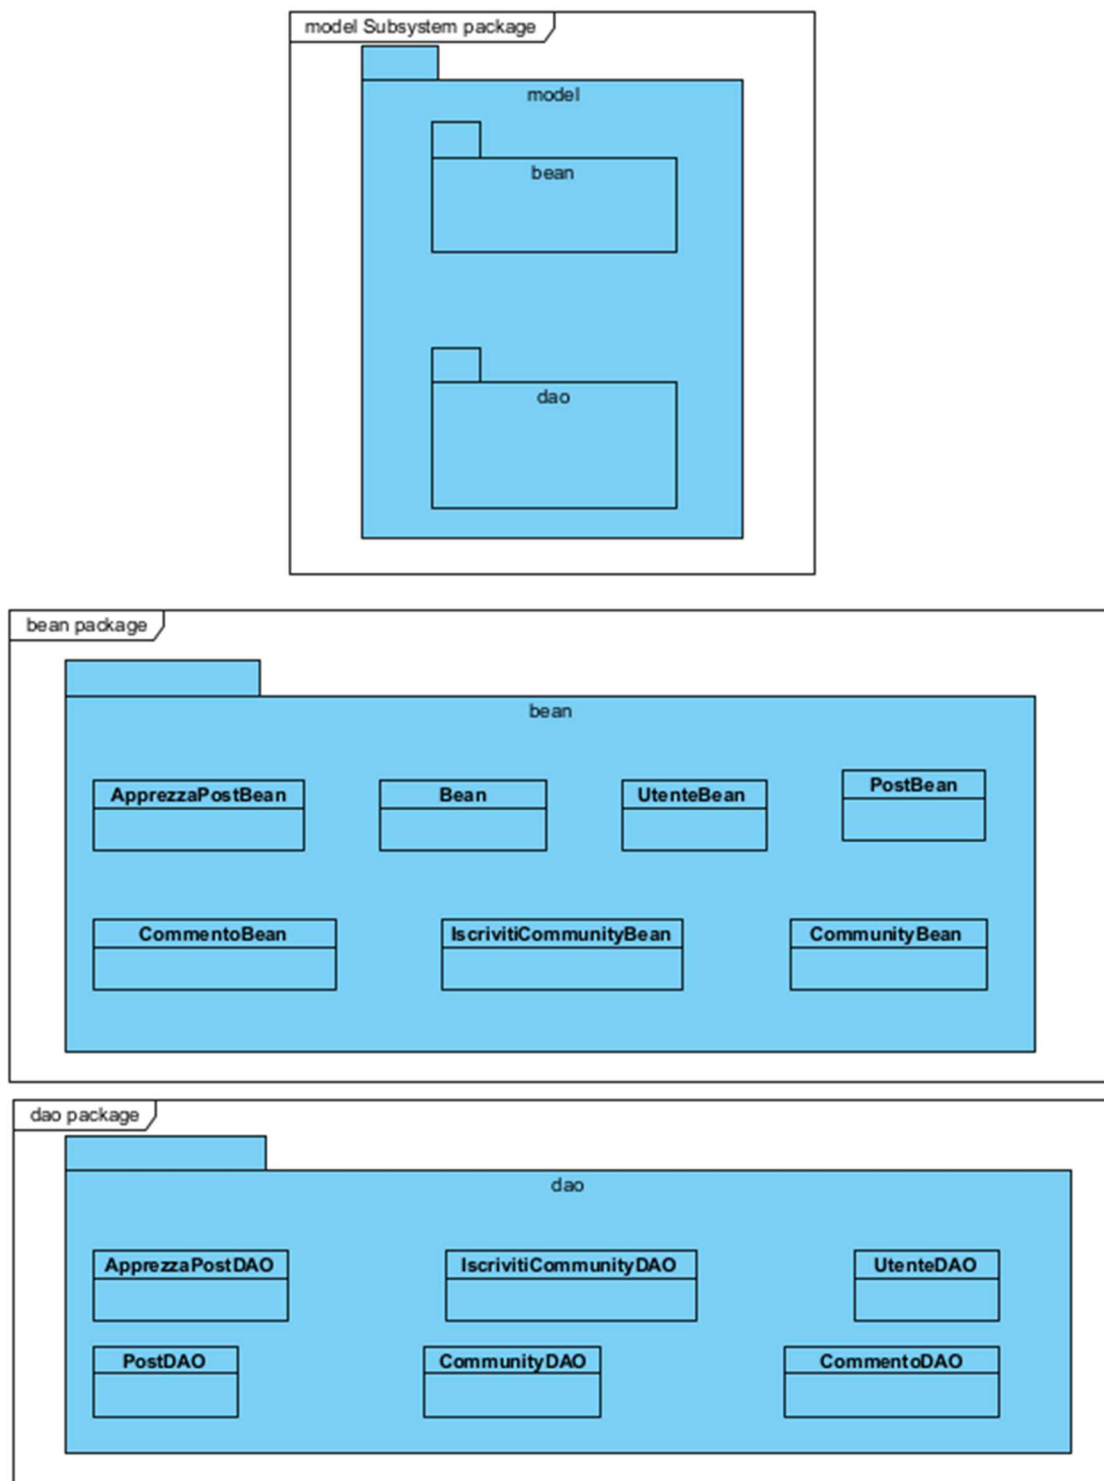 model Subsystem package
model
bean
dao
bean package
bean
ApprezzaPostBean
Bean
UtenteBean
PostBean
CommentoBean
IscrivitiCommunityBean
CommunityBean
dao package
dao
ApprezzaPostDAO
IscrivitiCommunityDAO
UtenteDAO
PostDAO
CommunityDAO
CommentoDAO